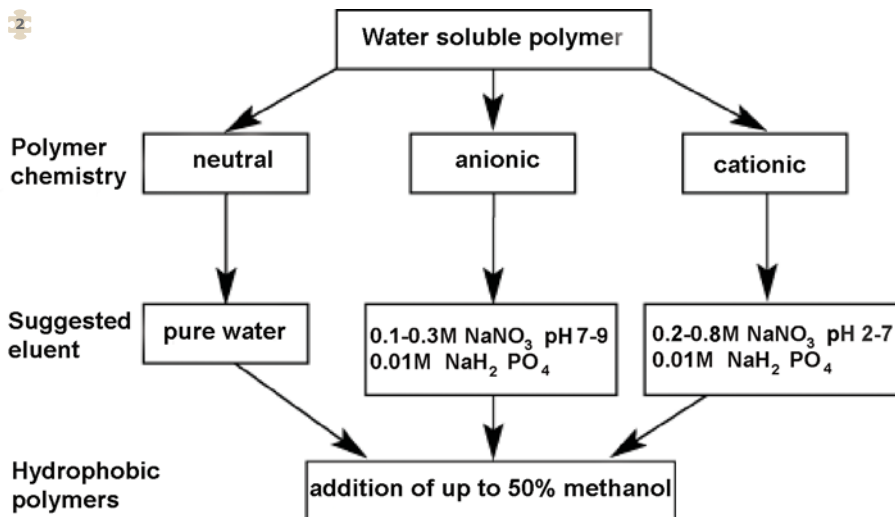 2
Water soluble polymer
Polymer
chemistry
neutral
anionic
cationic
Suggested
eluent
pure water
0.1-0.3M NaNO₃ pH 7-9
0.01M NaH₂ PO₄
0.2-0.8M NaNO₃ pH 2-7
0.01M NaH₂ PO₄
Hydrophobic
polymers
addition of up to 50% methanol